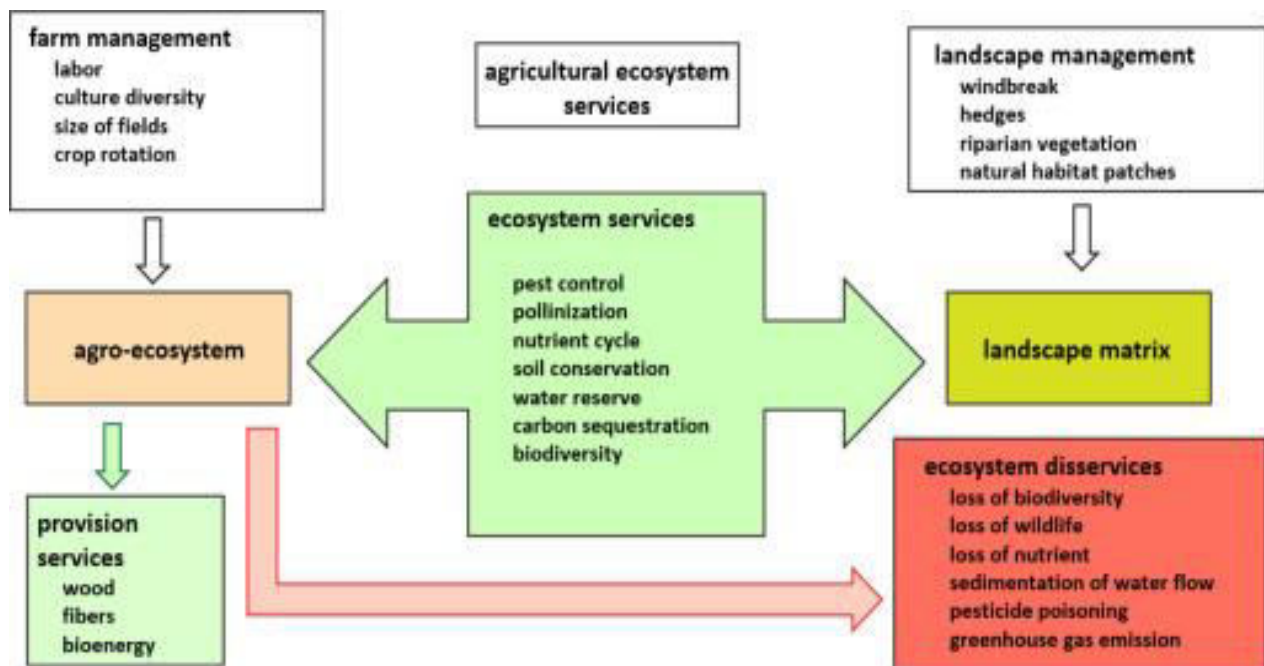 farm management
labor
culture diversity
size of fields
crop rotation
agricultural ecosystem
services
landscape management
windbreak
hedges
riparian vegetation
natural habitat patches
ecosystem services
pest control
pollinization
nutrient cycle
soil conservation
water reserve
carbon sequestration
biodiversity
agro-ecosystem
landscape matrix
provision
services
wood
fibers
bioenergy
ecosystem disservices
loss of biodiversity
loss of wildlife
loss of nutrient
sedimentation of water flow
pesticide poisoning
greenhouse gas emission